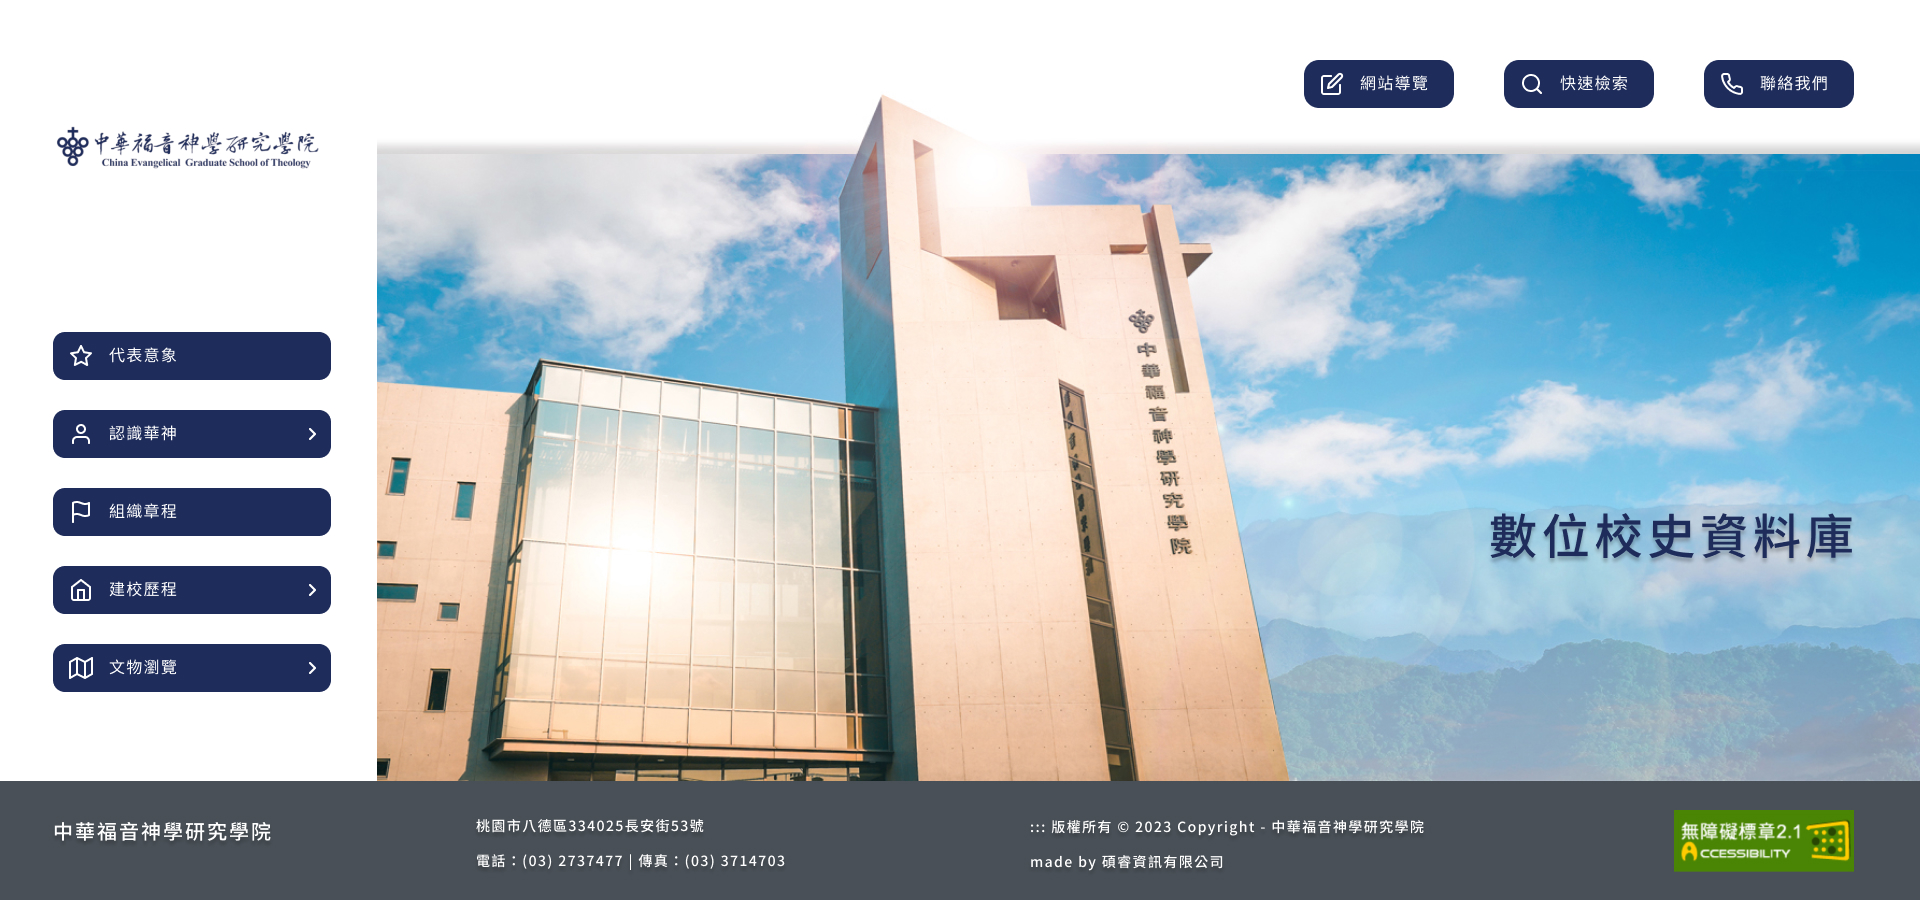 網站導覽
快速檢索
聯絡我們
中華福音神學研究學院
China Evangelical Graduate School of Theology
代表意象
認識華神
組織章程
建校歷程
文物瀏覽
中華福音神學研究學院
數位校史資料庫
中華福音神學研究學院
桃園市八德區334025長安街53號
電話：(03) 2737477 | 傳真：(03) 3714703
::: 版權所有 © 2023 Copyright - 中華福音神學研究學院
made by 碩睿資訊有限公司
無障礙標章2.1
ACCESSIBILITY